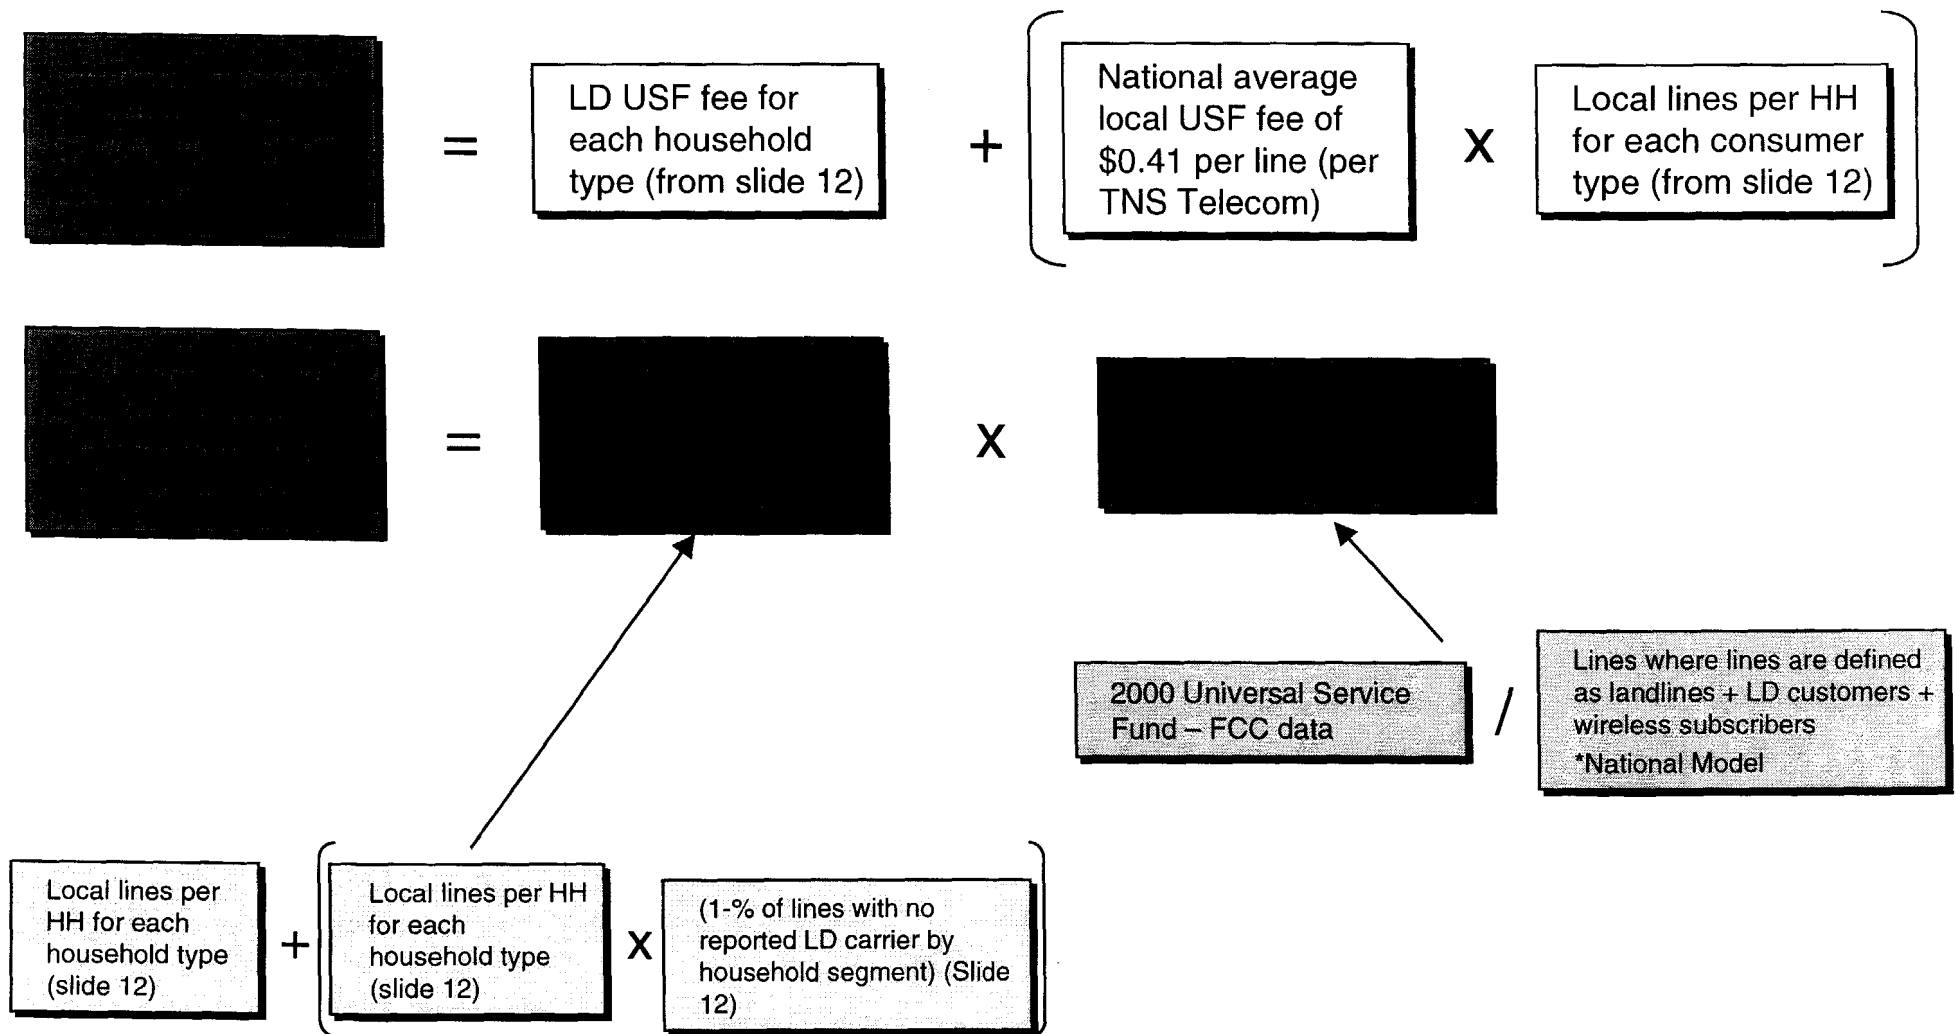 =
LD USF fee for
each household
type (from slide 12)
+
National average
local USF fee of
$0.41 per line (per
TNS Telecom)
X
Local lines per HH
for each consumer
type (from slide 12)
=
X
2000 Universal Service
Fund – FCC data
/
Lines where lines are defined
as landlines + LD customers +
wireless subscribers
*National Model
Local lines per
HH for each
household type
(slide 12)
+
Local lines per HH
for each
household type
(slide 12)
X
(1-% of lines with no
reported LD carrier by
household segment) (Slide
12)